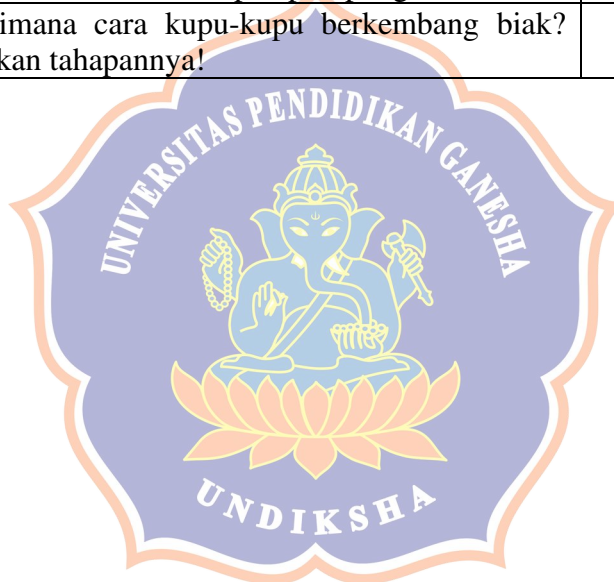 imana cara kupu-kupu berkembang biak?
kan tahapannya!
UNIVERSITAS PENDIDIKAN GANESHA
UNDIKSHA